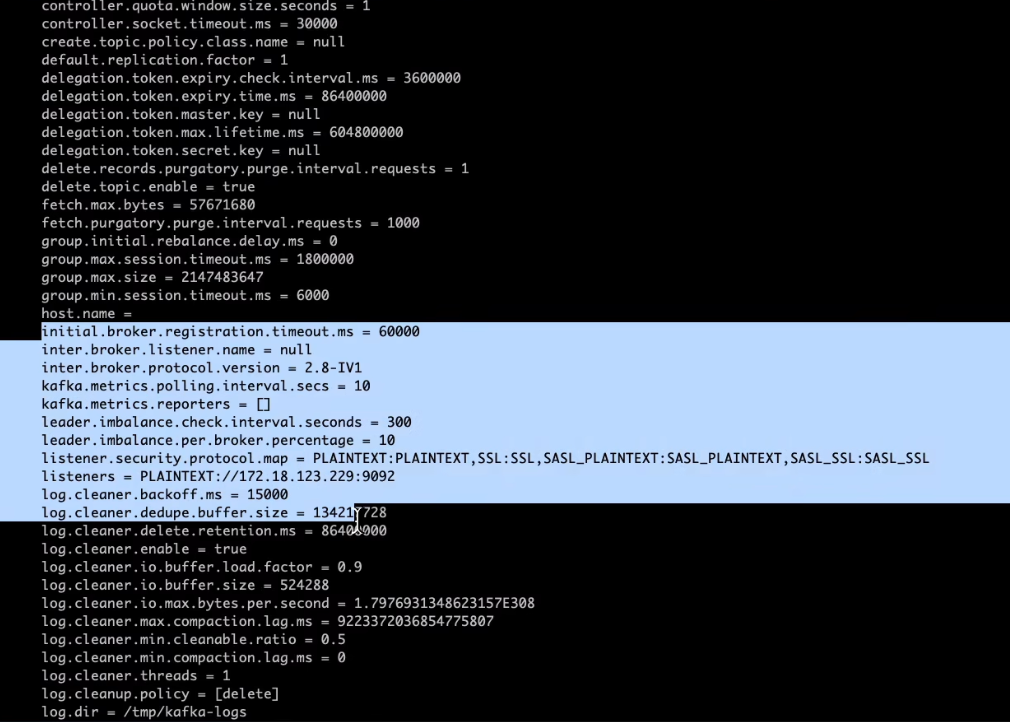 controller.quota.window.size.seconds = 1
controller.socket.timeout.ms = 30000
create.topic.policy.class.name = null
default.replication.factor = 1
delegation.token.expiry.check.interval.ms = 3600000
delegation.token.expiry.time.ms = 86400000
delegation.token.master.key = null
delegation.token.max.lifetime.ms = 604800000
delegation.token.secret.key = null
delete.records.purgatory.purge.interval.requests = 1
delete.topic.enable = true
fetch.max.bytes = 57671680
fetch.purgatory.purge.interval.requests = 1000
group.initial.rebalance.delay.ms = 0
group.max.session.timeout.ms = 1800000
group.max.size = 2147483647
group.min.session.timeout.ms = 6000
host.name =
initial.broker.registration.timeout.ms = 60000
inter.broker.listener.name = null
inter.broker.protocol.version = 2.8-IV1
kafka.metrics.polling.interval.secs = 10
kafka.metrics.reporters = []
leader.imbalance.check.interval.seconds = 300
leader.imbalance.per.broker.percentage = 10
listener.security.protocol.map = PLAINTEXT:PLAINTEXT,SSL:SSL,SASL_PLAINTEXT:SASL_PLAINTEXT,SASL_SSL:SASL_SSL
listeners = PLAINTEXT://172.18.123.229:9092
log.cleaner.backoff.ms = 15000
log.cleaner.dedupe.buffer.size = 134217728
log.cleaner.delete.retention.ms = 86400000
log.cleaner.enable = true
log.cleaner.io.buffer.load.factor = 0.9
log.cleaner.io.buffer.size = 524288
log.cleaner.io.max.bytes.per.second = 1.7976931348623157E308
log.cleaner.max.compaction.lag.ms = 9223372036854775807
log.cleaner.min.cleanable.ratio = 0.5
log.cleaner.min.compaction.lag.ms = 0
log.cleaner.threads = 1
log.cleanup.policy = [delete]
log.dir = /tmp/kafka-logs